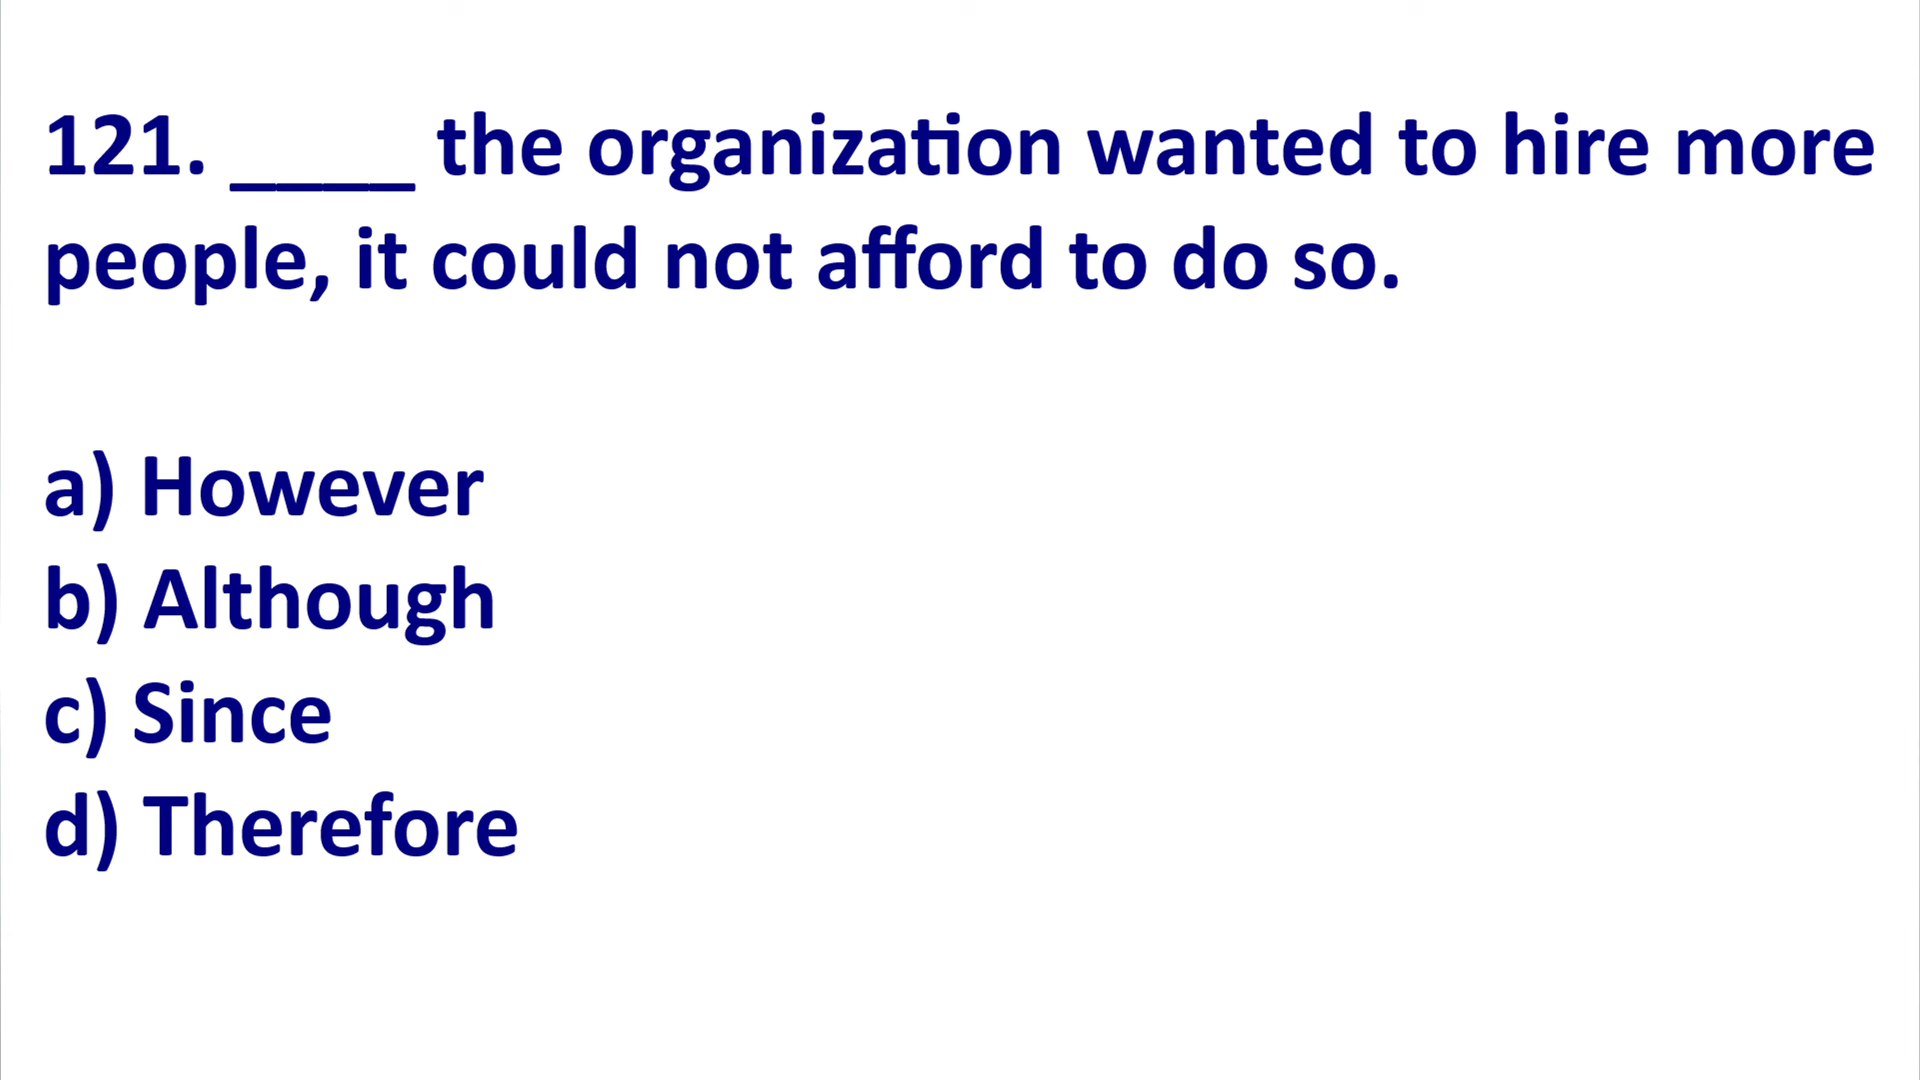 121. ____ the organization wanted to hire more
people, it could not afford to do so.
a) However
b) Although
c) Since
d) Therefore